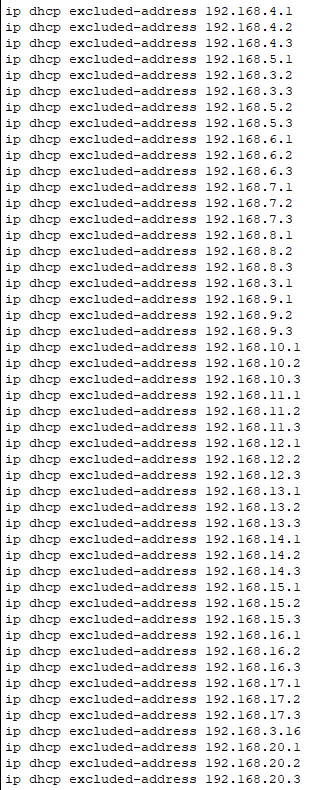 ip dhcp excluded-address 192.168.4.1
ip dhcp excluded-address 192.168.4.2
ip dhcp excluded-address 192.168.4.3
ip dhcp excluded-address 192.168.5.1
ip dhcp excluded-address 192.168.3.2
ip dhcp excluded-address 192.168.3.3
ip dhcp excluded-address 192.168.5.2
ip dhcp excluded-address 192.168.5.3
ip dhcp excluded-address 192.168.6.1
ip dhcp excluded-address 192.168.6.2
ip dhcp excluded-address 192.168.6.3
ip dhcp excluded-address 192.168.7.1
ip dhcp excluded-address 192.168.7.2
ip dhcp excluded-address 192.168.7.3
ip dhcp excluded-address 192.168.8.1
ip dhcp excluded-address 192.168.8.2
ip dhcp excluded-address 192.168.8.3
ip dhcp excluded-address 192.168.3.1
ip dhcp excluded-address 192.168.9.1
ip dhcp excluded-address 192.168.9.2
ip dhcp excluded-address 192.168.9.3
ip dhcp excluded-address 192.168.10.1
ip dhcp excluded-address 192.168.10.2
ip dhcp excluded-address 192.168.10.3
ip dhcp excluded-address 192.168.11.1
ip dhcp excluded-address 192.168.11.2
ip dhcp excluded-address 192.168.11.3
ip dhcp excluded-address 192.168.12.1
ip dhcp excluded-address 192.168.12.2
ip dhcp excluded-address 192.168.12.3
ip dhcp excluded-address 192.168.13.1
ip dhcp excluded-address 192.168.13.2
ip dhcp excluded-address 192.168.13.3
ip dhcp excluded-address 192.168.14.1
ip dhcp excluded-address 192.168.14.2
ip dhcp excluded-address 192.168.14.3
ip dhcp excluded-address 192.168.15.1
ip dhcp excluded-address 192.168.15.2
ip dhcp excluded-address 192.168.15.3
ip dhcp excluded-address 192.168.16.1
ip dhcp excluded-address 192.168.16.2
ip dhcp excluded-address 192.168.16.3
ip dhcp excluded-address 192.168.17.1
ip dhcp excluded-address 192.168.17.2
ip dhcp excluded-address 192.168.17.3
ip dhcp excluded-address 192.168.3.16
ip dhcp excluded-address 192.168.20.1
ip dhcp excluded-address 192.168.20.2
ip dhcp excluded-address 192.168.20.3